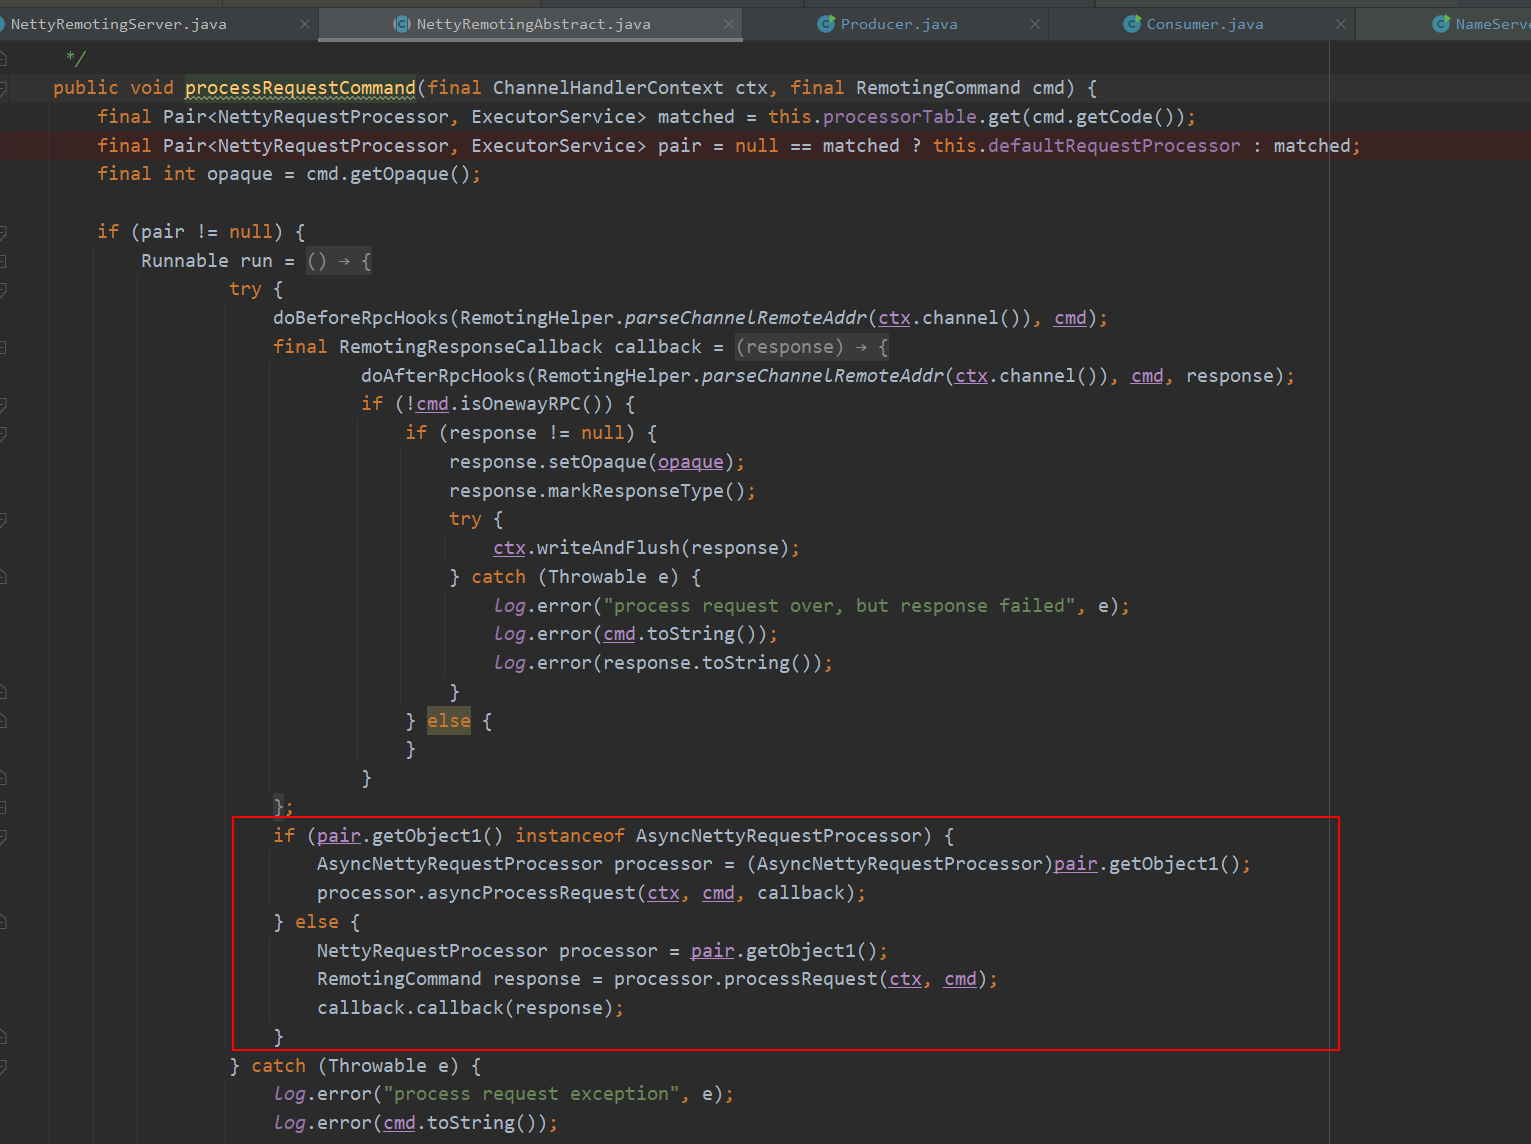 NettyRemotingServer.java
NettyRemotingAbstract.java
Producer.java
Consumer.java
*/
public void processRequestCommand(final ChannelHandlerContext ctx, final RemotingCommand cmd) {
final Pair<NettyRequestProcessor, ExecutorService> matched = this.processorTable.get(cmd.getCode());
final Pair<NettyRequestProcessor, ExecutorService> pair = null == matched ? this.defaultRequestProcessor : matched;
final int opaque = cmd.getOpaque();
if (pair != null) {
Runnable run = () → {
try {
doBeforeRpcHooks(RemotingHelper.parseChannelRemoteAddr(ctx.channel()), cmd);
final RemotingResponseCallback callback = (response) → {
doAfterRpcHooks(RemotingHelper.parseChannelRemoteAddr(ctx.channel()), cmd, response);
if (!cmd.isOnewayRPC()) {
if (response != null) {
response.setOpaque(opaque);
response.markResponseType();
try {
ctx.writeAndFlush(response);
} catch (Throwable e) {
log.error("process request over, but response failed", e);
log.error(cmd.toString());
log.error(response.toString());
}
} else {
}
}
};
if (pair.getObject1() instanceof AsyncNettyRequestProcessor) {
AsyncNettyRequestProcessor processor = (AsyncNettyRequestProcessor)pair.getObject1();
processor.asyncProcessRequest(ctx, cmd, callback);
} else {
NettyRequestProcessor processor = pair.getObject1();
RemotingCommand response = processor.processRequest(ctx, cmd);
callback.callback(response);
}
} catch (Throwable e) {
log.error("process request exception", e);
log.error(cmd.toString());